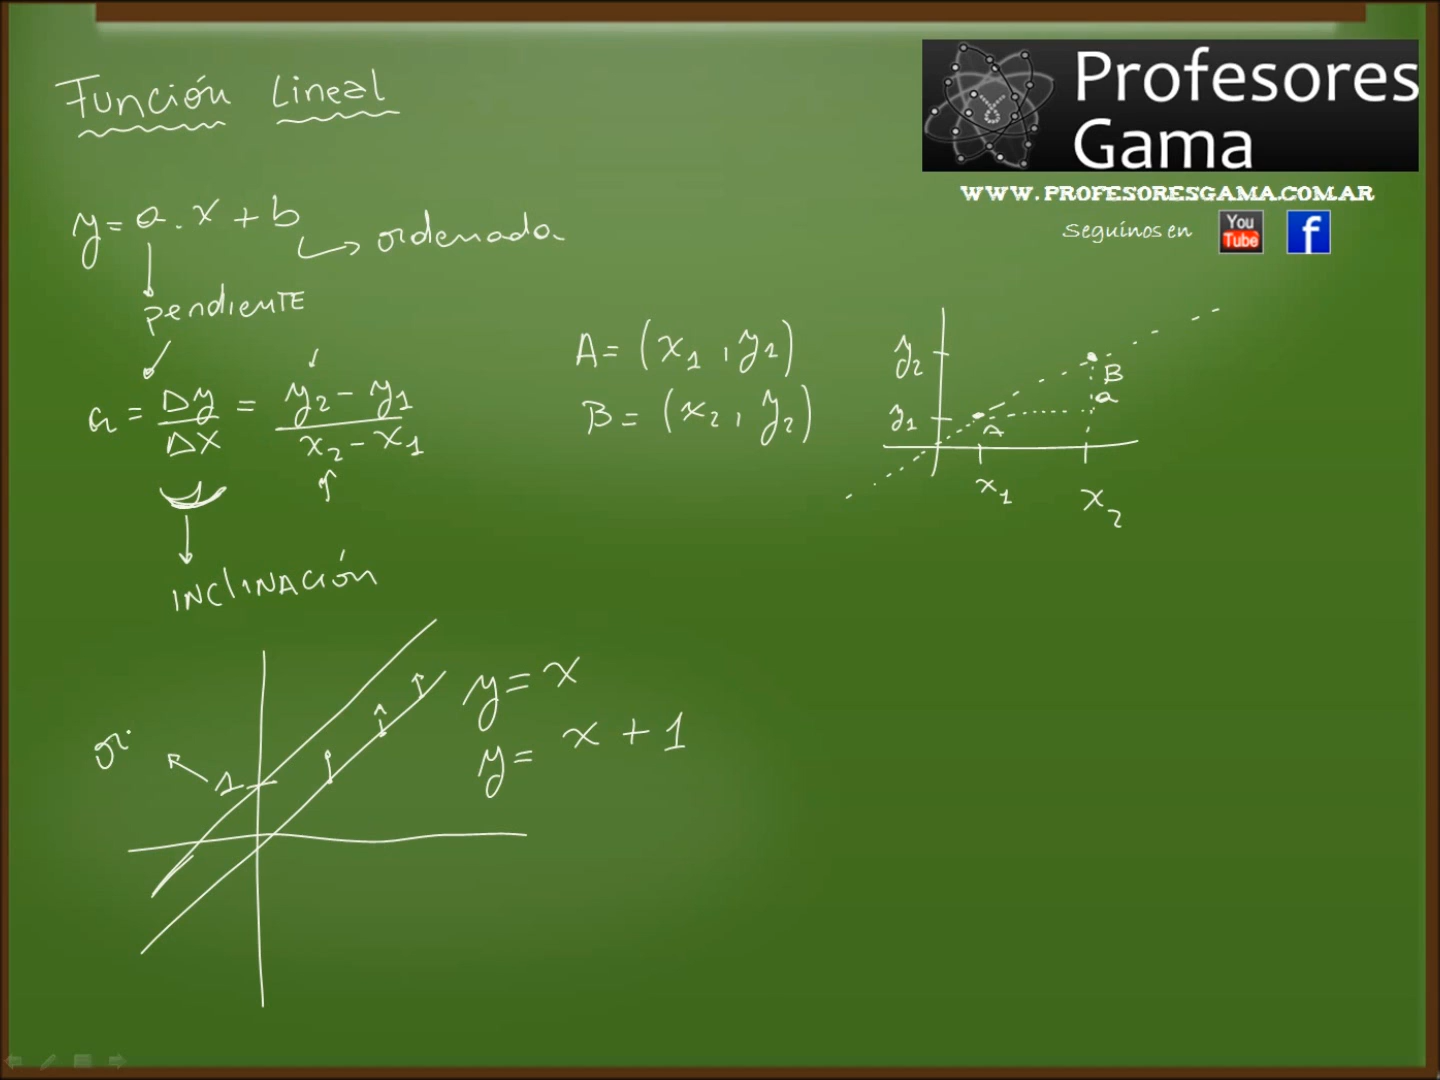 Función Lineal
Profesores
Gama
WWW.PROFESORESGAMA.COM.AR
Seguinos en
You
Tube
f
y = a . x + b
ordenada
pendiente
a = Δy / Δx = y2 - y1 / x2 - x1
A = (x1, y1)
B = (x2, y2)
y2
B
a
y1
A
x1
x2
INCLINACIÓN
y = x
y = x + 1
or
1